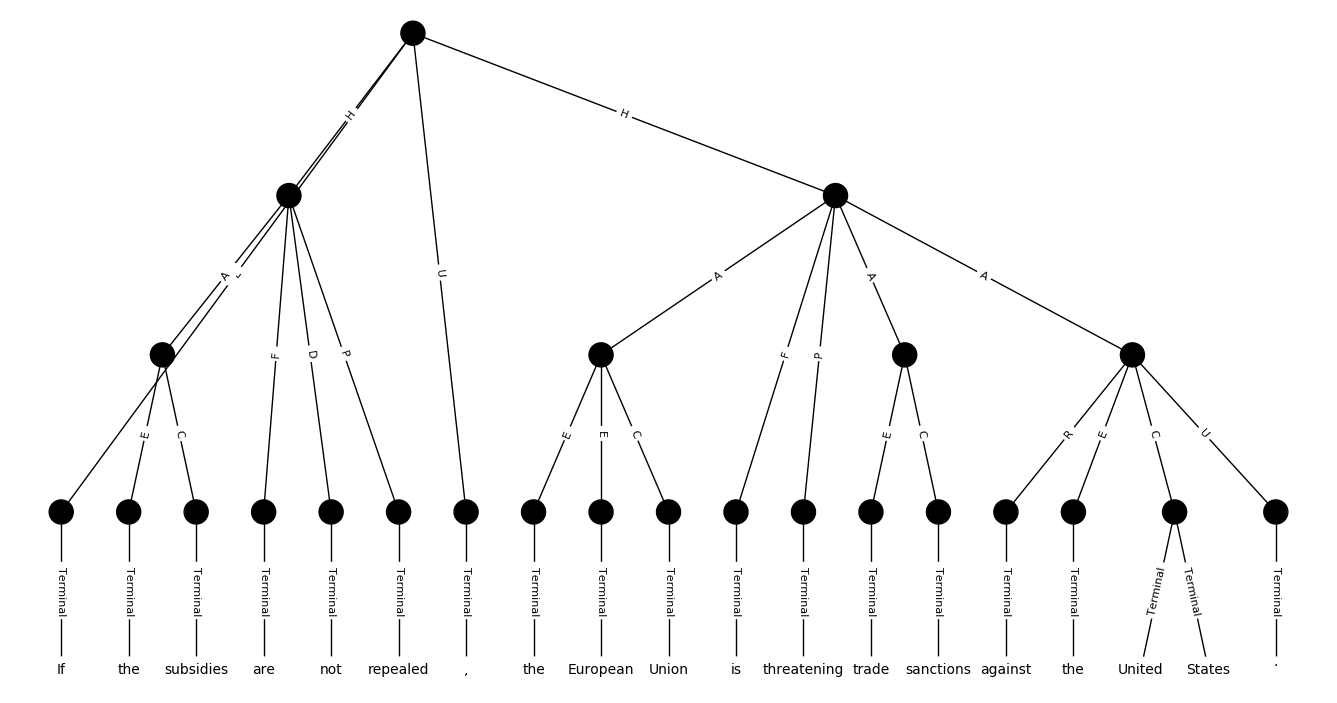 H H
A A A A
U
F D P F P
E C E E C E C R E C U
Terminal Terminal Terminal Terminal Terminal Terminal Terminal Terminal Terminal Terminal Terminal Terminal Terminal Terminal Terminal Terminal Terminal Terminal Terminal
If the subsidies are not repealed , the European Union is threatening trade sanctions against the United States .